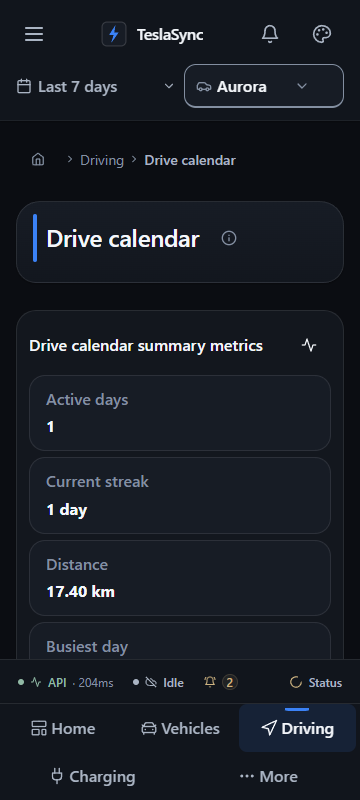 TeslaSync
Last 7 days
Aurora
Driving
Drive calendar
Drive calendar
Drive calendar summary metrics
Active days
1
Current streak
1 day
Distance
17.40 km
Busiest day
API · 204ms
Idle
2
Status
Home
Vehicles
Driving
Charging
More